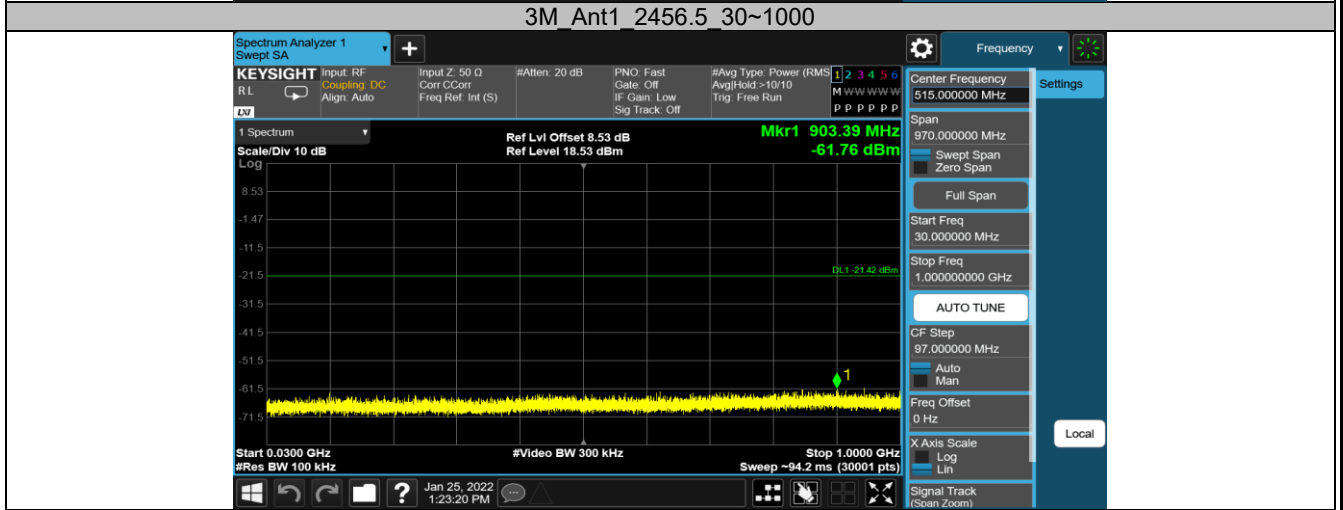 3M_Ant1_2456.5_30~1000
Spectrum Analyzer 1
Swept SA
Frequency
KEYSIGHT
RL
LXI
Input: RF
Coupling: DC
Align: Auto
Input Z: 50 Ω
Corr CCorr
Freq Ref: Int (S)
#Atten: 20 dB
PNO: Fast
Gate: Off
IF Gain: Low
Sig Track: Off
#Avg Type: Power (RMS
Avg|Hold:>10/10
Trig: Free Run
1 2 3 4 5 6
M W W W W W
P P P P P P
1 Spectrum
Scale/Div 10 dB
Log
Ref Lvl Offset 8.53 dB
Ref Level 18.53 dBm
Mkr1 903.39 MHz
-61.76 dBm
8.53
-1.47
-11.5
-21.5
DL1 -21.42 dBm
-31.5
-41.5
-51.5
-61.5
1
-71.5
Start 0.0300 GHz
#Res BW 100 kHz
#Video BW 300 kHz
Stop 1.0000 GHz
Sweep ~94.2 ms (30001 pts)
?
Jan 25, 2022
1:23:20 PM
Center Frequency
515.000000 MHz
Span
970.000000 MHz
Swept Span
Zero Span
Full Span
Start Freq
30.000000 MHz
Stop Freq
1.000000000 GHz
AUTO TUNE
CF Step
97.000000 MHz
Auto
Man
Freq Offset
0 Hz
X Axis Scale
Log
Lin
Signal Track
(Span Zoom)
Settings
Local